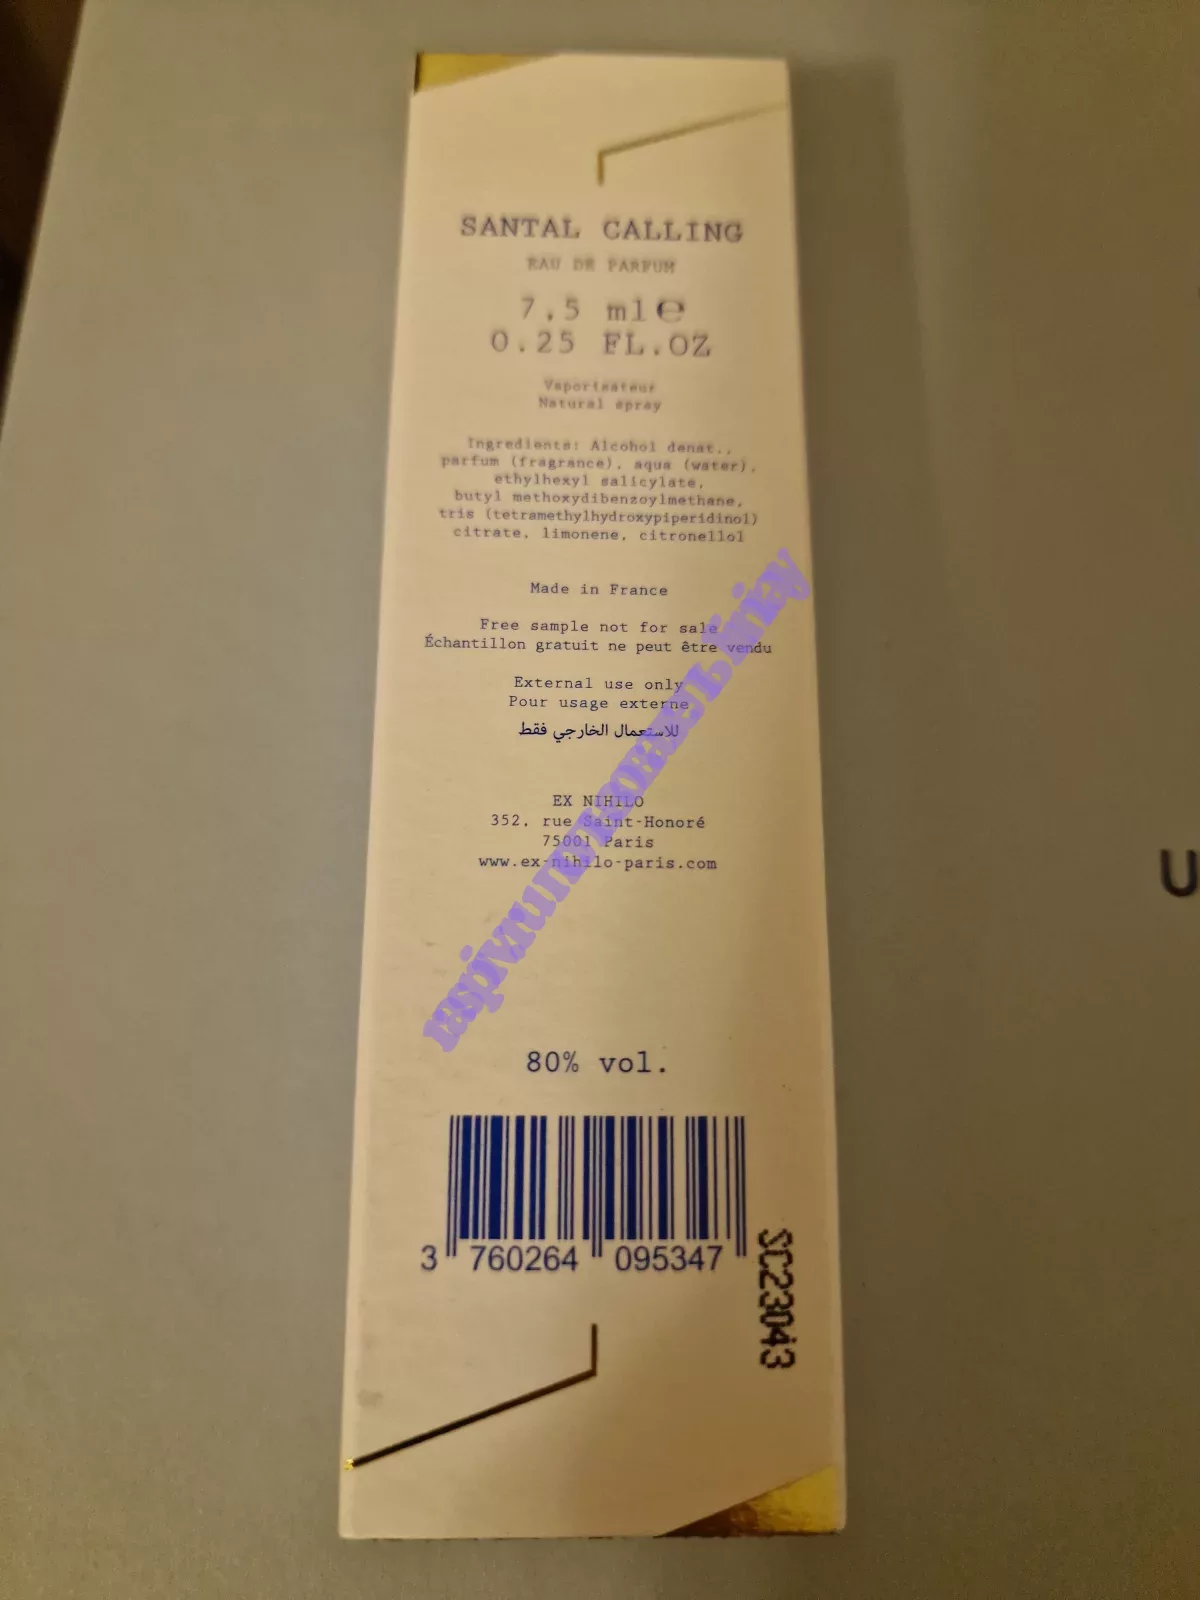 SANTAL CALLING
EAU DE PARFUM
7,5 ml ℮
0.25 FL.OZ
Vaporisateur
Natural spray
Ingredients: Alcohol denat.,
parfum (fragrance), aqua (water),
ethylhexyl salicylate,
butyl methoxydibenzoylmethane,
tris (tetramethylhydroxypiperidinol)
citrate, limonene, citronellol
Made in France
Free sample not for sale
Échantillon gratuit ne peut être vendu
External use only
Pour usage externe
للاستعمال الخارجي فقط
EX NIHILO
352, rue Saint-Honoré
75001 Paris
www.ex-nihilo-paris.com
80% vol.
3 760264 095347
SC23043
U